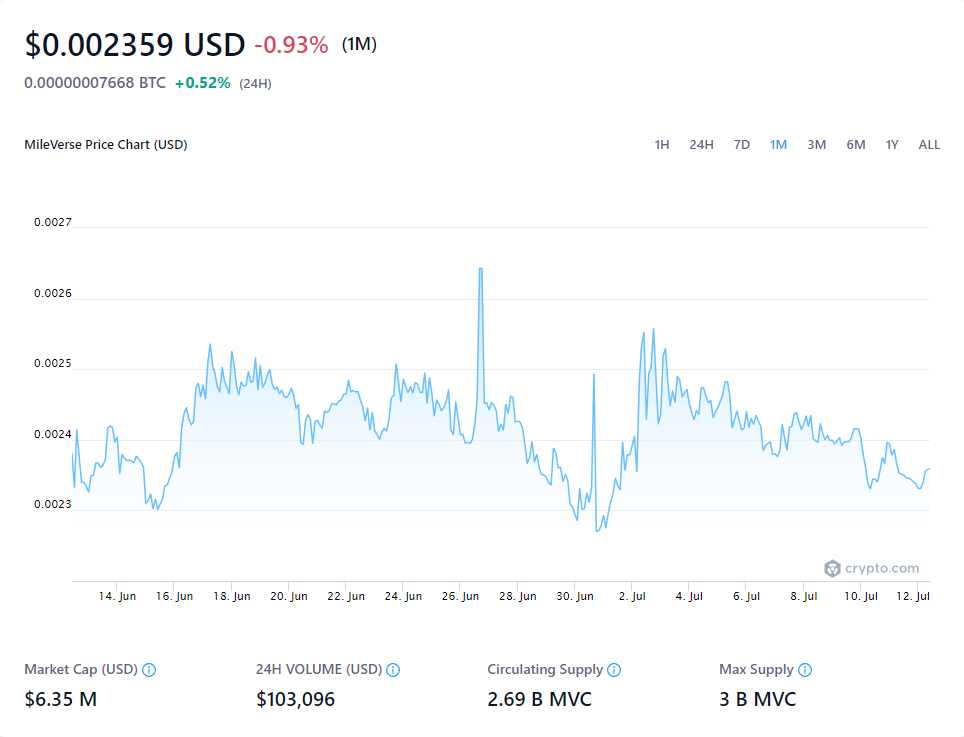 $0.002359 USD -0.93% (1M)
0.00000007668 BTC +0.52% (24H)
MileVerse Price Chart (USD) 1H 24H 7D 1M 3M 6M 1Y ALL
0.0027
0.0026
0.0025
0.0024
0.0023
crypto.com
14. Jun 16. Jun 18. Jun 20. Jun 22. Jun 24. Jun 26. Jun 28. Jun 30. Jun 2. Jul 4. Jul 6. Jul 8. Jul 10. Jul 12. Jul
Market Cap (USD) 24H VOLUME (USD) Circulating Supply Max Supply
$6.35 M $103,096 2.69 B MVC 3 B MVC